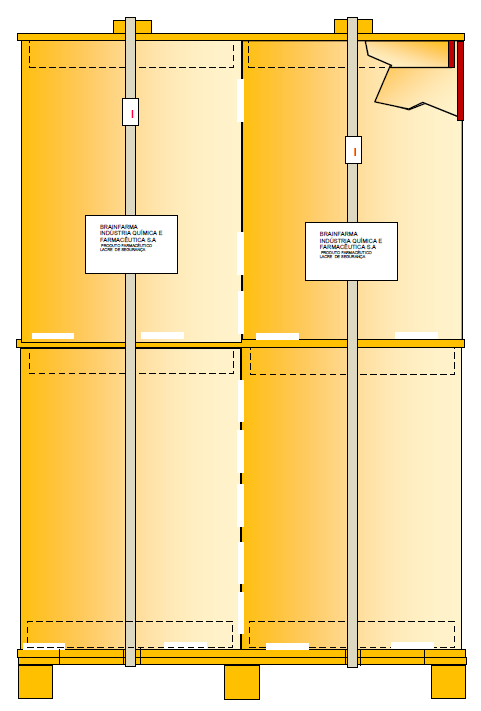 I
I
BRAINFARMA
INDÚSTRIA QUÍMICA E
FARMACÊUTICA S.A
PRODUTO FARMACÊUTICO
LACRE DE SEGURANÇA
BRAINFARMA
INDÚSTRIA QUÍMICA E
FARMACÊUTICA S.A
PRODUTO FARMACÊUTICO
LACRE DE SEGURANÇA